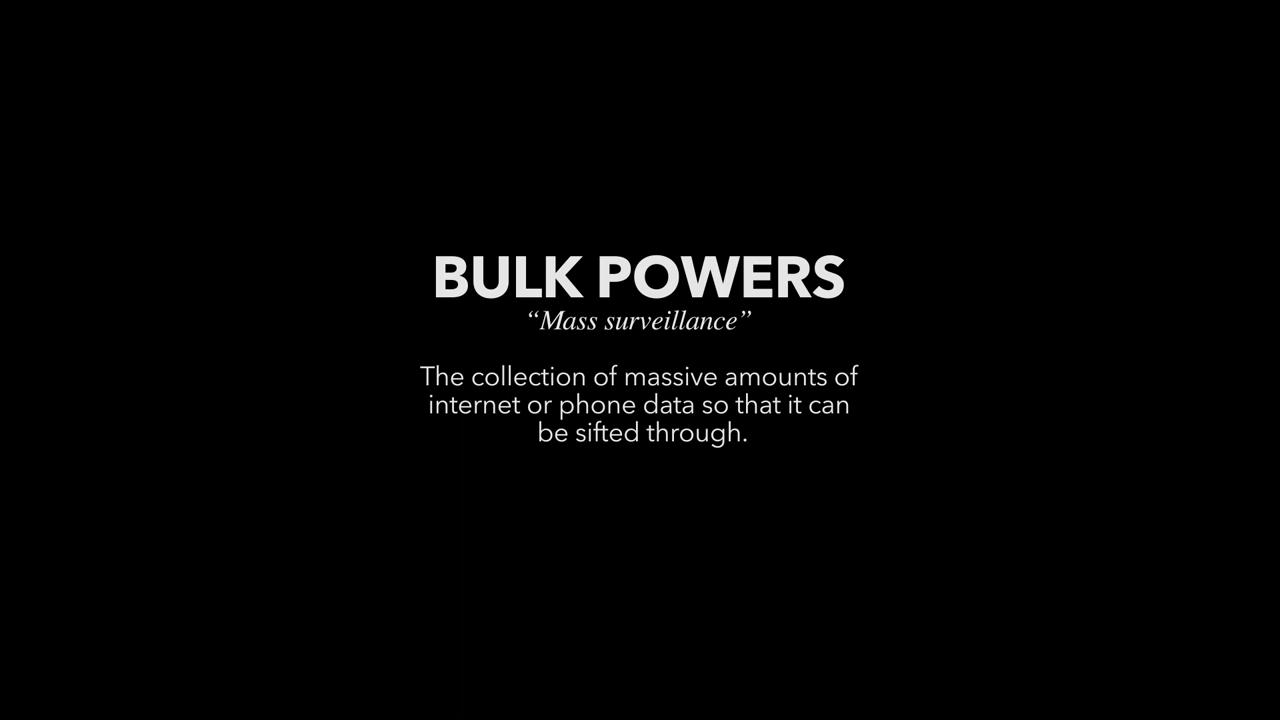 BULK POWERS
“Mass surveillance”
The collection of massive amounts of
internet or phone data so that it can
be sifted through.